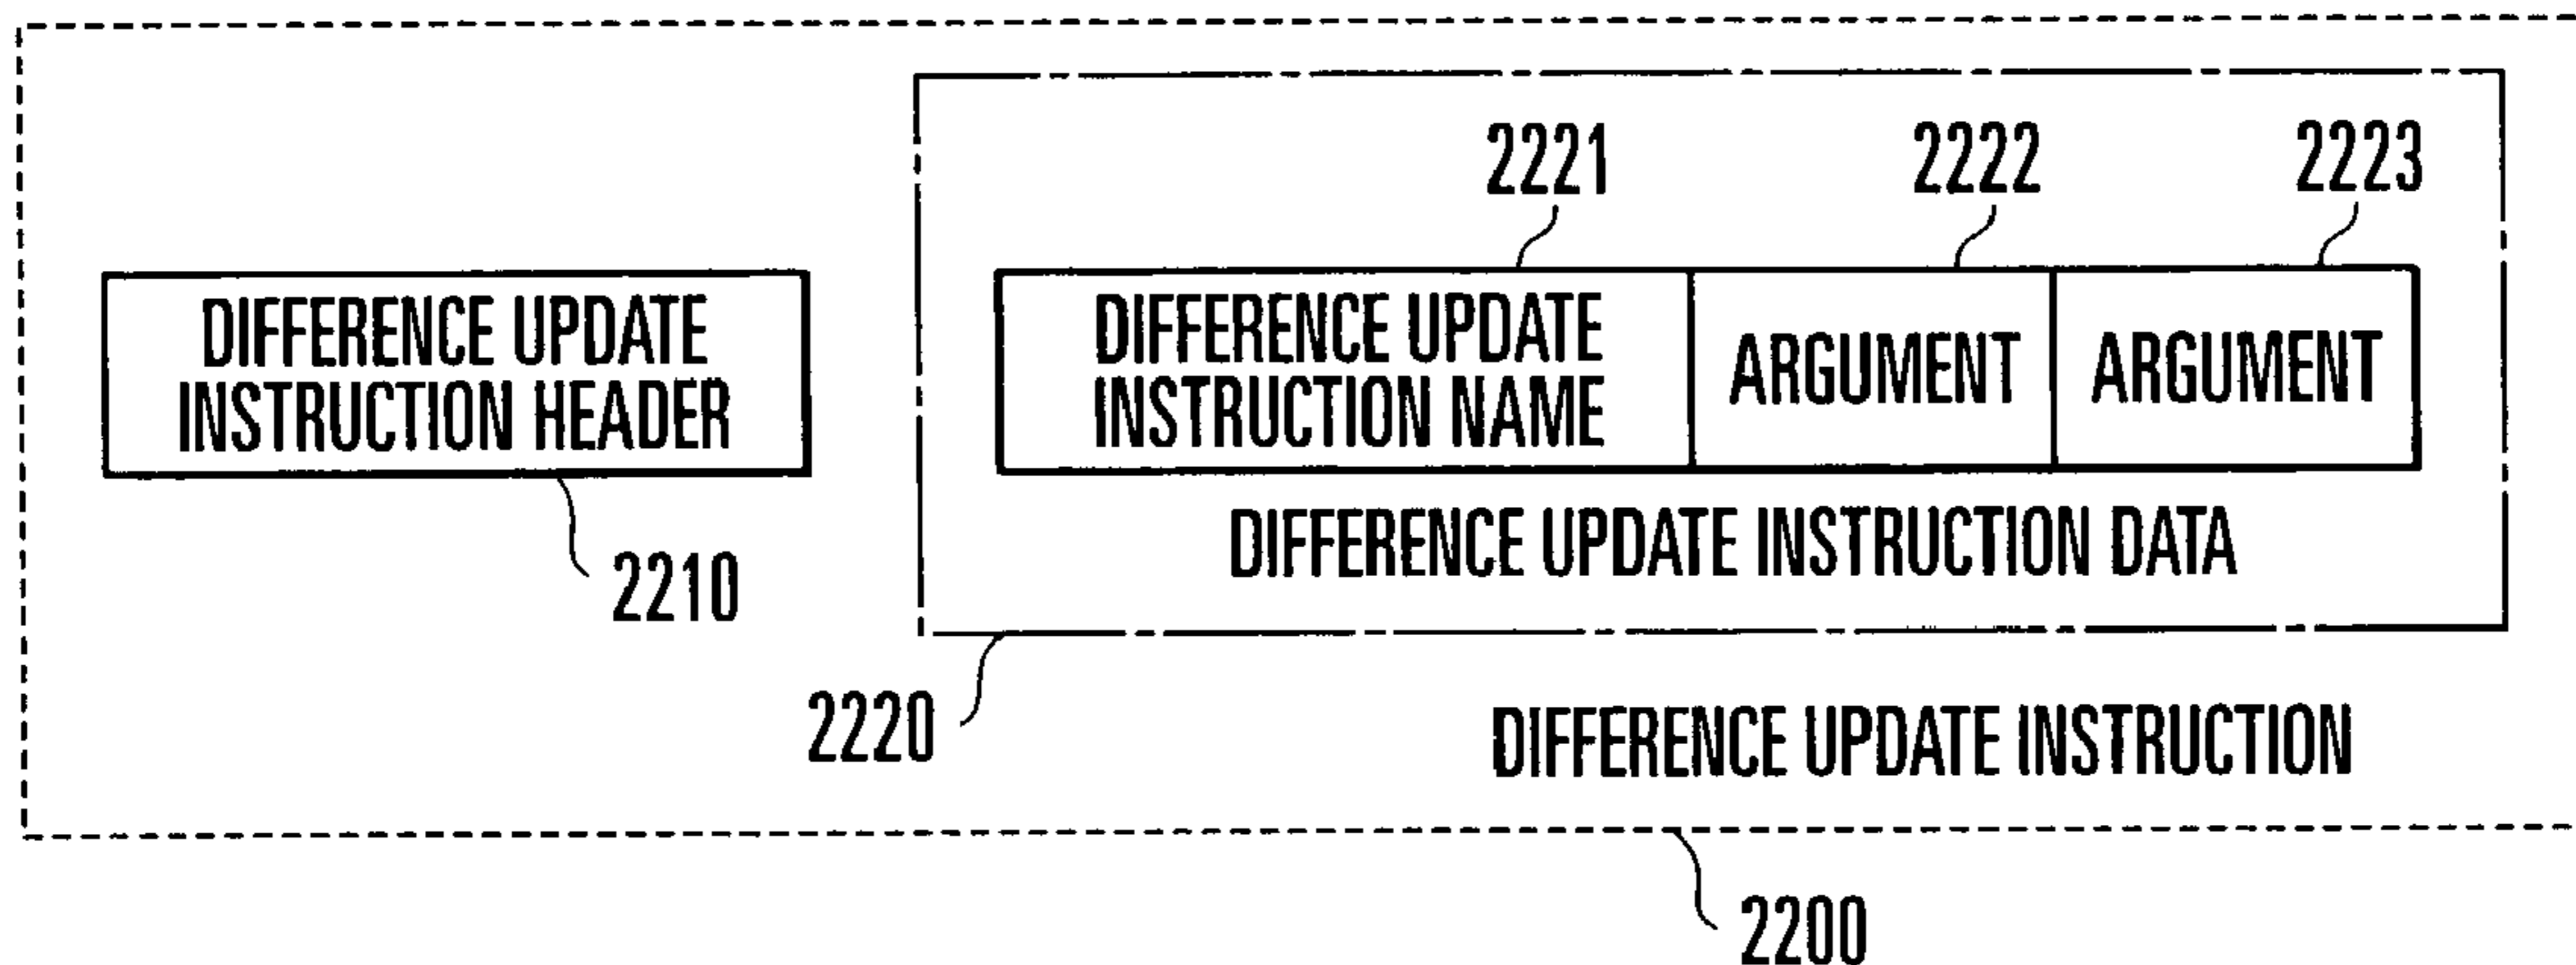 2221 2222 2223
DIFFERENCE UPDATE
INSTRUCTION HEADER
DIFFERENCE UPDATE
INSTRUCTION NAME
ARGUMENT
ARGUMENT
2210
DIFFERENCE UPDATE INSTRUCTION DATA
2220
DIFFERENCE UPDATE INSTRUCTION
2200